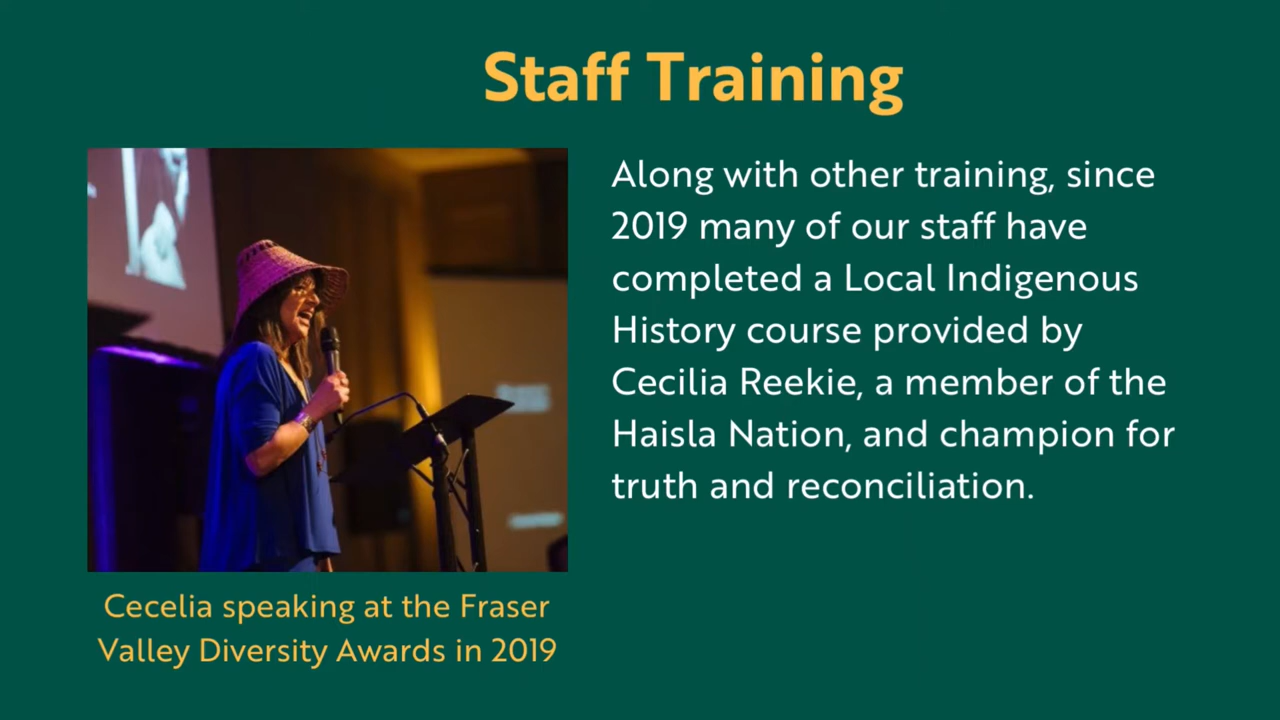 Staff Training
Along with other training, since
2019 many of our staff have
completed a Local Indigenous
History course provided by
Cecilia Reekie, a member of the
Haisla Nation, and champion for
truth and reconciliation.
Cecelia speaking at the Fraser
Valley Diversity Awards in 2019